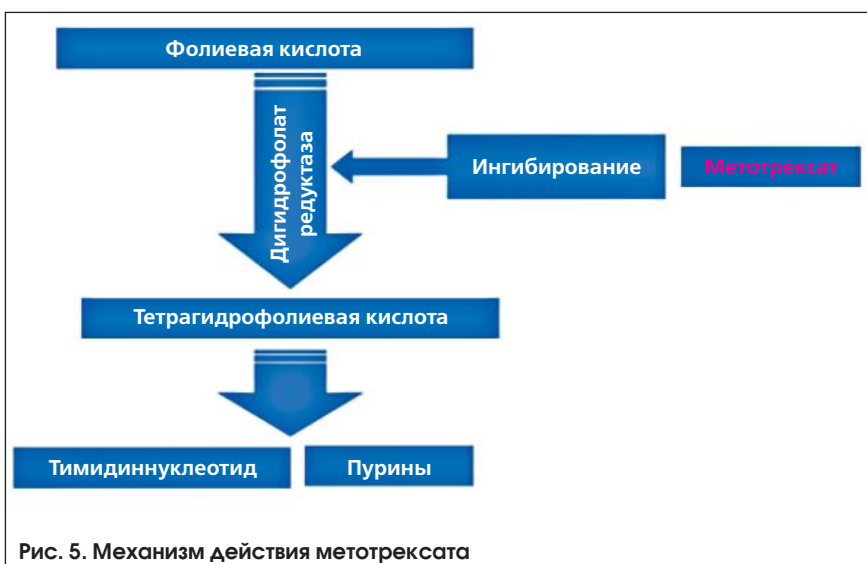 Фолиевая кислота
Дигидрофолат
редуктаза
Ингибирование
Метотрексат
Тетрагидрофолиевая кислота
Тимидиннуклеотид
Пурины
Рис. 5. Механизм действия метотрексата